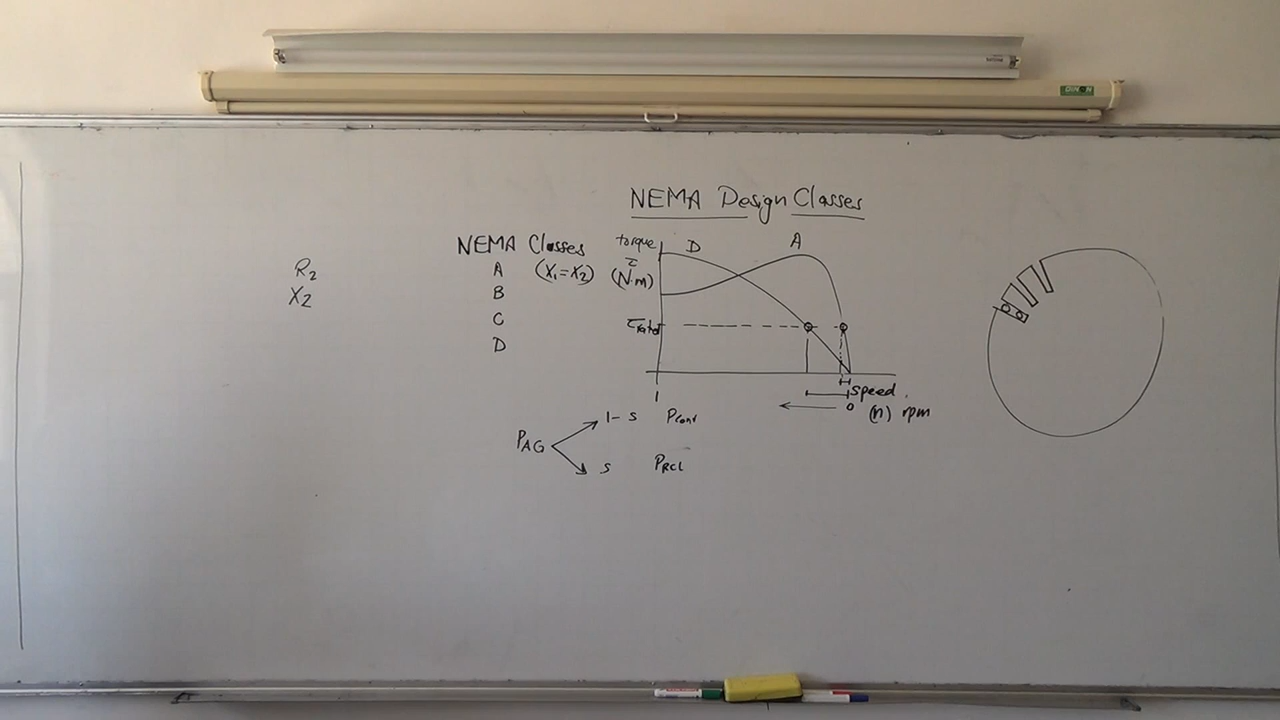 NEMA Design Classes
NEMA Classes
A (X₁=X₂)
B
C
D
R₂
X₂
torque
τ
(N·m)
D
A
τrated
1
0
speed
(n) rpm
PAG
1-s Pconv
s PRCL
DINON